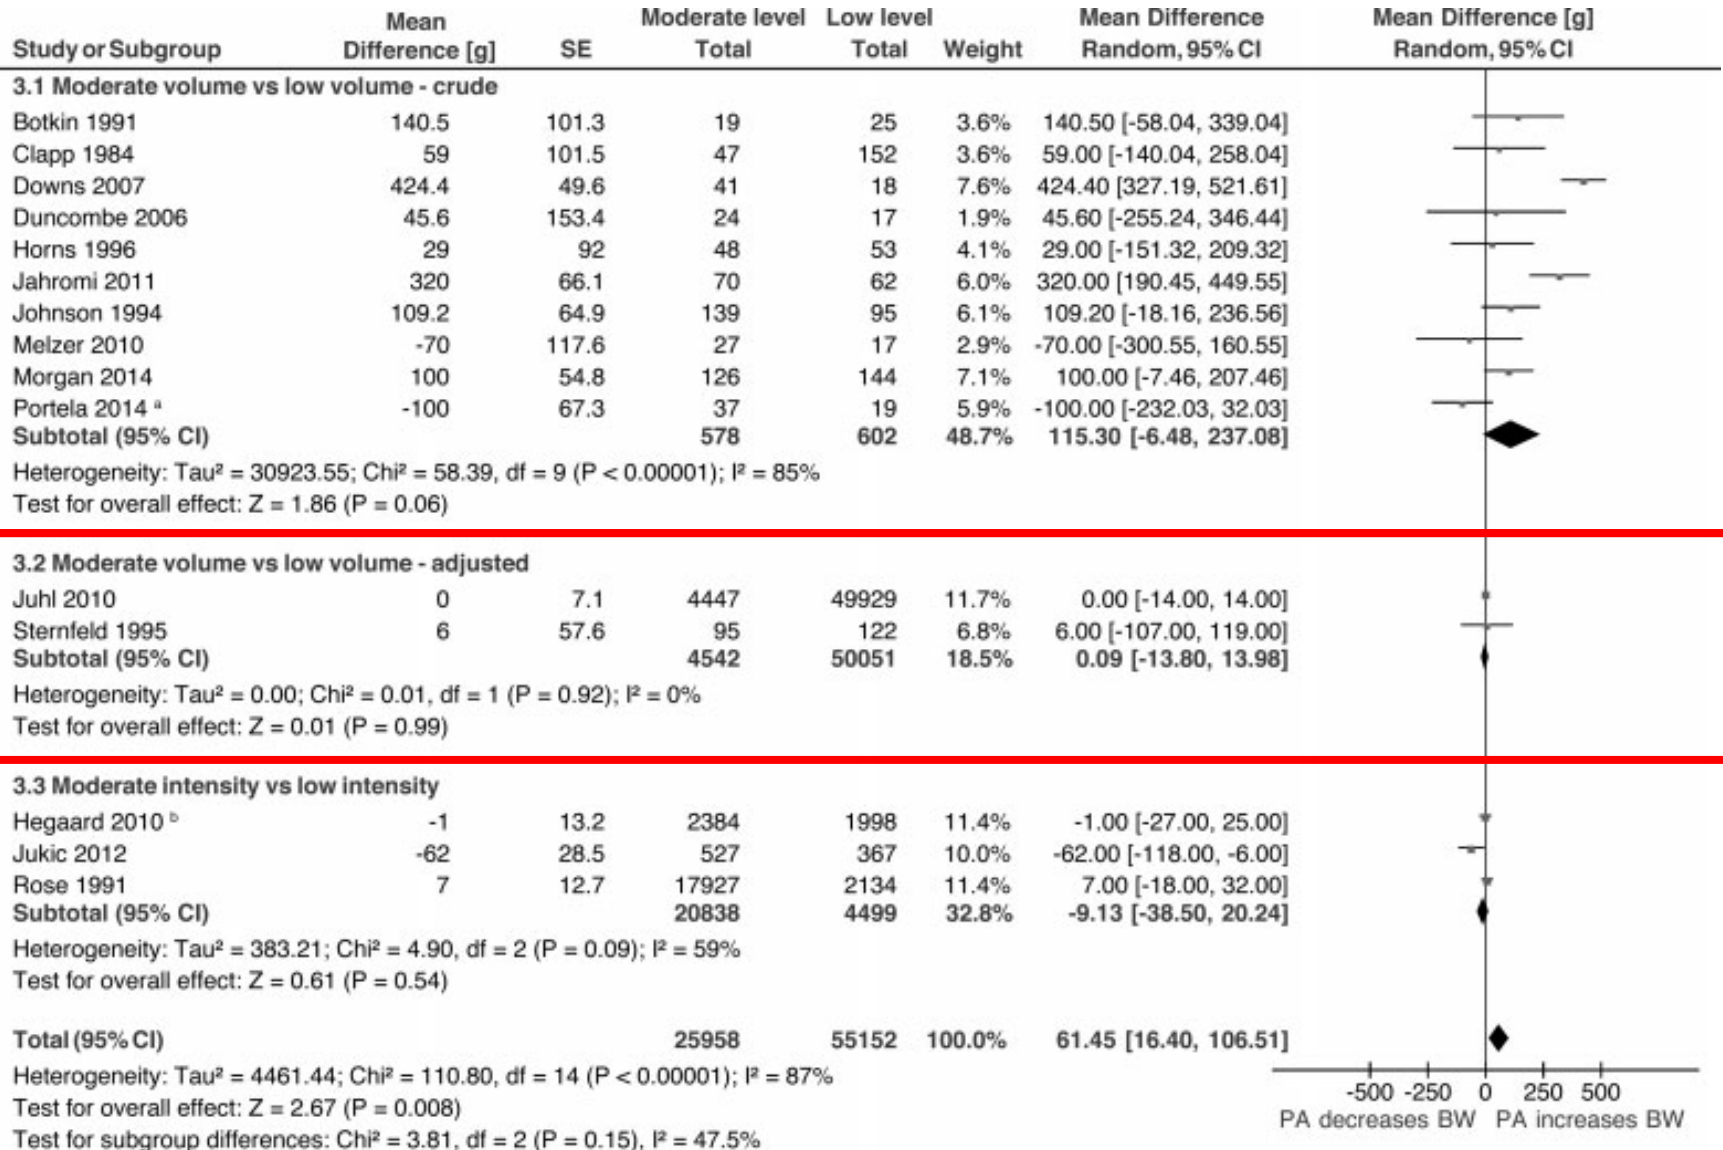 Mean Difference [g] SE Moderate level Total Low level Total Weight Mean Difference Random, 95% CI Mean Difference [g] Random, 95% CI
Study or Subgroup
3.1 Moderate volume vs low volume - crude
Botkin 1991 140.5 101.3 19 25 3.6% 140.50 [-58.04, 339.04]
Clapp 1984 59 101.5 47 152 3.6% 59.00 [-140.04, 258.04]
Downs 2007 424.4 49.6 41 18 7.6% 424.40 [327.19, 521.61]
Duncombe 2006 45.6 153.4 24 17 1.9% 45.60 [-255.24, 346.44]
Horns 1996 29 92 48 53 4.1% 29.00 [-151.32, 209.32]
Jahromi 2011 320 66.1 70 62 6.0% 320.00 [190.45, 449.55]
Johnson 1994 109.2 64.9 139 95 6.1% 109.20 [-18.16, 236.56]
Melzer 2010 -70 117.6 27 17 2.9% -70.00 [-300.55, 160.55]
Morgan 2014 100 54.8 126 144 7.1% 100.00 [-7.46, 207.46]
Portela 2014 ᵃ -100 67.3 37 19 5.9% -100.00 [-232.03, 32.03]
Subtotal (95% CI) 578 602 48.7% 115.30 [-6.48, 237.08]
Heterogeneity: Tau² = 30923.55; Chi² = 58.39, df = 9 (P < 0.00001); I² = 85%
Test for overall effect: Z = 1.86 (P = 0.06)
3.2 Moderate volume vs low volume - adjusted
Juhl 2010 0 7.1 4447 49929 11.7% 0.00 [-14.00, 14.00]
Sternfeld 1995 6 57.6 95 122 6.8% 6.00 [-107.00, 119.00]
Subtotal (95% CI) 4542 50051 18.5% 0.09 [-13.80, 13.98]
Heterogeneity: Tau² = 0.00; Chi² = 0.01, df = 1 (P = 0.92); I² = 0%
Test for overall effect: Z = 0.01 (P = 0.99)
3.3 Moderate intensity vs low intensity
Hegaard 2010 ᵇ -1 13.2 2384 1998 11.4% -1.00 [-27.00, 25.00]
Jukic 2012 -62 28.5 527 367 10.0% -62.00 [-118.00, -6.00]
Rose 1991 7 12.7 17927 2134 11.4% 7.00 [-18.00, 32.00]
Subtotal (95% CI) 20838 4499 32.8% -9.13 [-38.50, 20.24]
Heterogeneity: Tau² = 383.21; Chi² = 4.90, df = 2 (P = 0.09); I² = 59%
Test for overall effect: Z = 0.61 (P = 0.54)
Total (95% CI) 25958 55152 100.0% 61.45 [16.40, 106.51]
Heterogeneity: Tau² = 4461.44; Chi² = 110.80, df = 14 (P < 0.00001); I² = 87%
Test for overall effect: Z = 2.67 (P = 0.008)
Test for subgroup differences: Chi² = 3.81, df = 2 (P = 0.15), I² = 47.5%
-500 -250 0 250 500
PA decreases BW PA increases BW